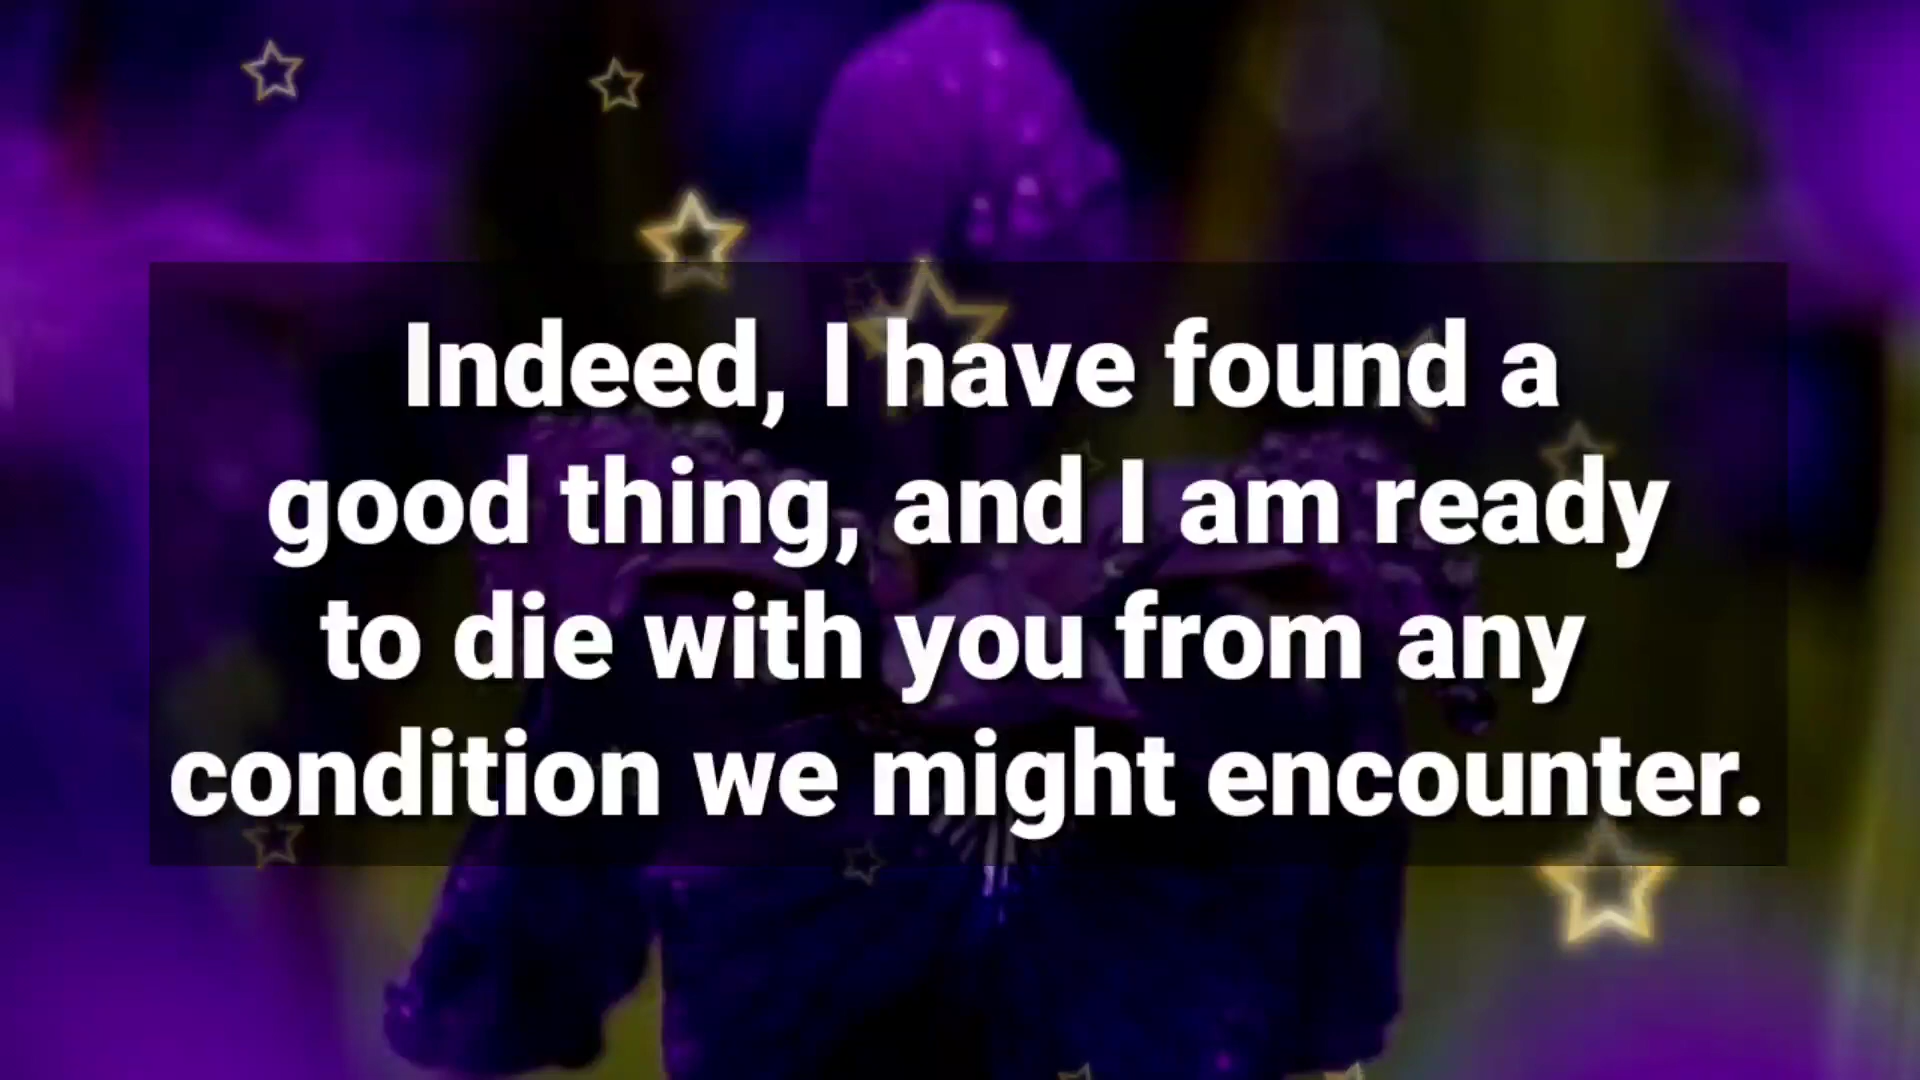 Indeed, I have found a
good thing, and I am ready
to die with you from any
condition we might encounter.